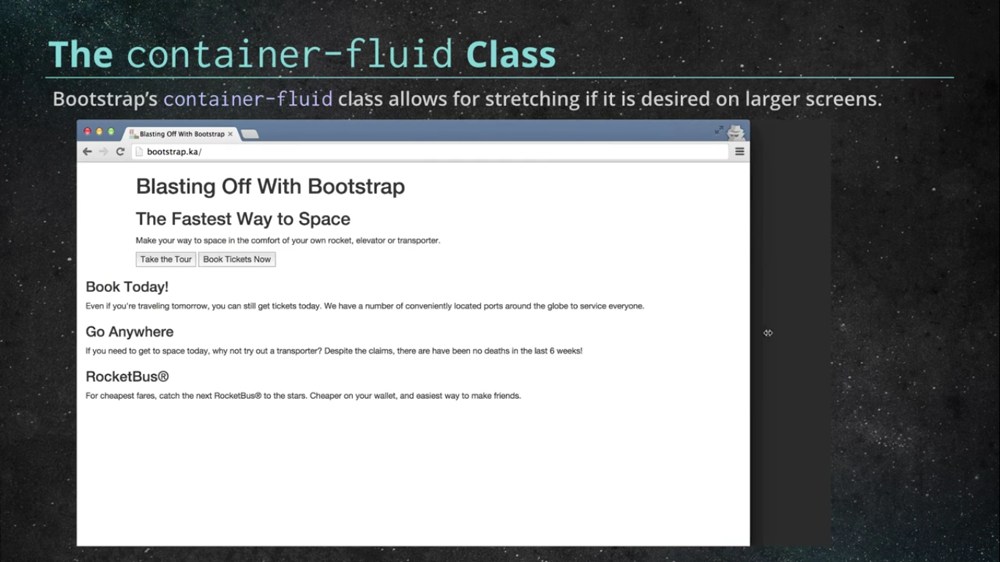 The container-fluid Class
Bootstrap's container-fluid class allows for stretching if it is desired on larger screens.
Blasting Off With Bootstrap
bootstrap.ka/
Blasting Off With Bootstrap
The Fastest Way to Space
Make your way to space in the comfort of your own rocket, elevator or transporter.
Take the Tour Book Tickets Now
Book Today!
Even if you're traveling tomorrow, you can still get tickets today. We have a number of conveniently located ports around the globe to service everyone.
Go Anywhere
If you need to get to space today, why not try out a transporter? Despite the claims, there are have been no deaths in the last 6 weeks!
RocketBus®
For cheapest fares, catch the next RocketBus® to the stars. Cheaper on your wallet, and easiest way to make friends.